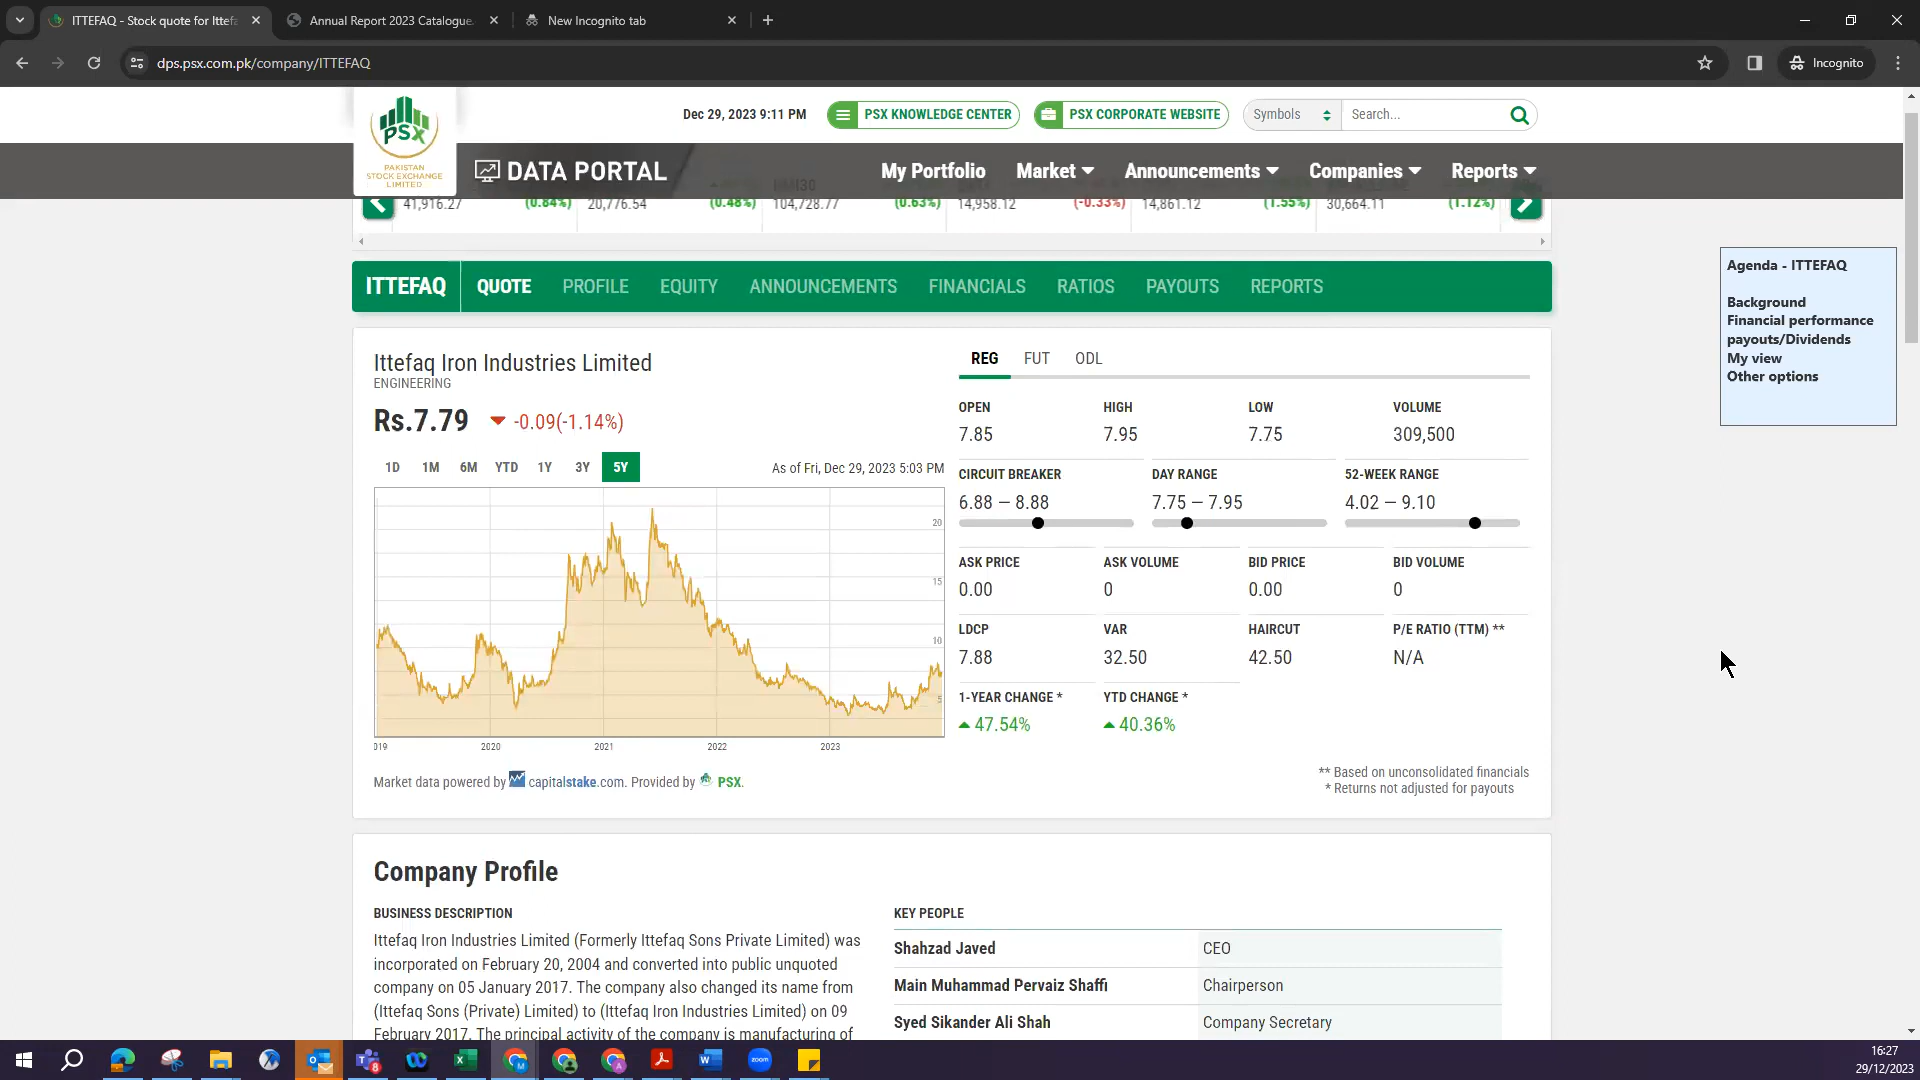 ITTEFAQ - Stock quote for Ittefa
Annual Report 2023 Catalogue
New Incognito tab
dps.psx.com.pk/company/ITTEFAQ
Incognito
PSX
PAKISTAN
STOCK EXCHANGE
LIMITED
Dec 29, 2023 9:11 PM
PSX KNOWLEDGE CENTER
PSX CORPORATE WEBSITE
Symbols
Search...
DATA PORTAL
My Portfolio
Market
Announcements
Companies
Reports
41,916.27 (0.84%) 20,776.54 (0.48%) 104,728.77 (0.63%) 14,958.12 (-0.33%) 14,861.12 (1.55%) 30,664.11 (1.12%)
ITTEFAQ QUOTE PROFILE EQUITY ANNOUNCEMENTS FINANCIALS RATIOS PAYOUTS REPORTS
Agenda - ITTEFAQ
Background
Financial performance
payouts/Dividends
My view
Other options
Ittefaq Iron Industries Limited
ENGINEERING
Rs.7.79 -0.09(-1.14%)
1D 1M 6M YTD 1Y 3Y 5Y
As of Fri, Dec 29, 2023 5:03 PM
20
15
10
5
019 2020 2021 2022 2023
Market data powered by capitalstake.com. Provided by PSX.
REG FUT ODL
OPEN HIGH LOW VOLUME
7.85 7.95 7.75 309,500
CIRCUIT BREAKER DAY RANGE 52-WEEK RANGE
6.88 — 8.88 7.75 — 7.95 4.02 — 9.10
ASK PRICE ASK VOLUME BID PRICE BID VOLUME
0.00 0 0.00 0
LDCP VAR HAIRCUT P/E RATIO (TTM) **
7.88 32.50 42.50 N/A
1-YEAR CHANGE * YTD CHANGE *
47.54% 40.36%
** Based on unconsolidated financials
* Returns not adjusted for payouts
Company Profile
BUSINESS DESCRIPTION
Ittefaq Iron Industries Limited (Formerly Ittefaq Sons Private Limited) was
incorporated on February 20, 2004 and converted into public unquoted
company on 05 January 2017. The company also changed its name from
(Ittefaq Sons (Private) Limited) to (Ittefaq Iron Industries Limited) on 09
February 2017. The principal activity of the company is manufacturing of
KEY PEOPLE
Shahzad Javed CEO
Main Muhammad Pervaiz Shaffi Chairperson
Syed Sikander Ali Shah Company Secretary
16:27
29/12/2023